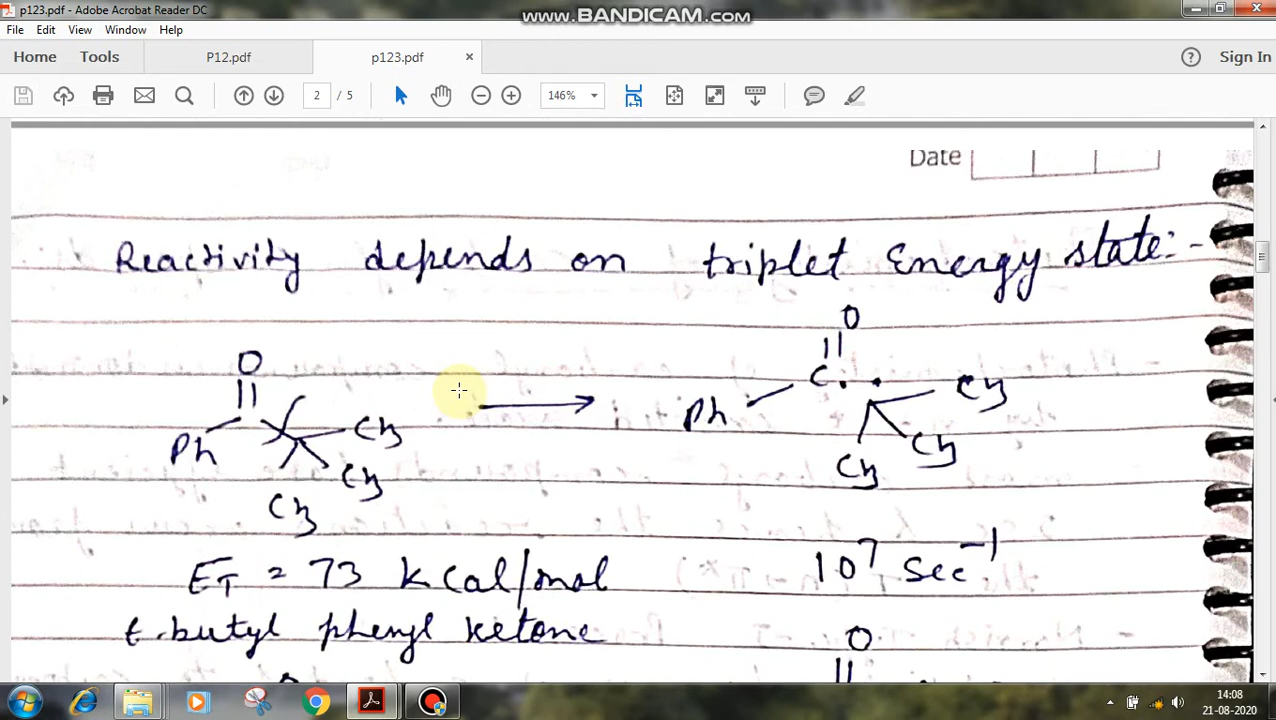 p123.pdf - Adobe Acrobat Reader DC
www.BANDICAM.com
File Edit View Window Help
Home Tools P12.pdf p123.pdf × ? Sign In
2 / 5 146%
Date
Reactivity depends on triplet Energy state:-
O O
C. . CH3
Ph CH3 Ph
CH3 CH3
CH3 CH3
ET = 73 kcal/mol 10⁷ Sec⁻¹
t.butyl phenyl ketone
O
14:08
21-08-2020